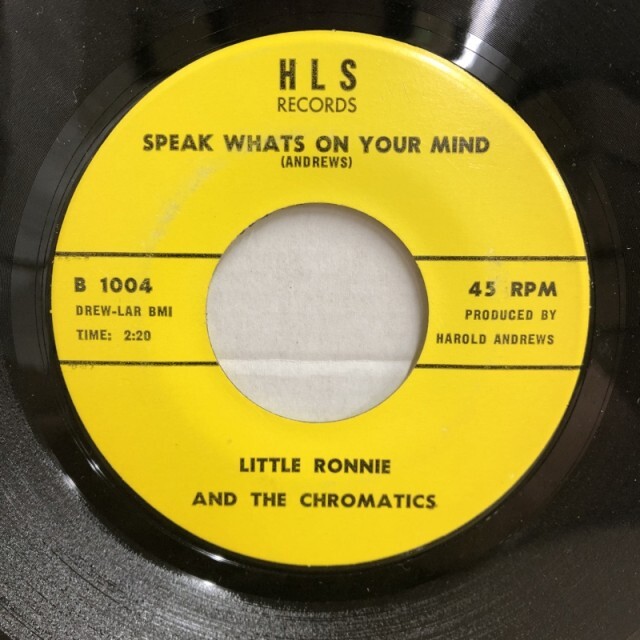 HLS
RECORDS
SPEAK WHATS ON YOUR MIND
(ANDREWS)
B 1004
DREW-LAR BMI
TIME: 2:20
45 RPM
PRODUCED BY
HAROLD ANDREWS
LITTLE RONNIE
AND THE CHROMATICS